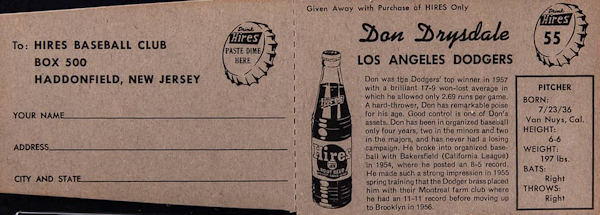 Drink
Hires
PASTE DIME
HERE
To: HIRES BASEBALL CLUB
BOX 500
HADDONFIELD, NEW JERSEY
YOUR NAME
ADDRESS
CITY AND STATE
Given Away with Purchase of HIRES Only
Don Drysdale
LOS ANGELES DODGERS
Drink
Hires
55
Hires
Don was the Dodgers' top winner in 1957
with a brilliant 17-9 won-lost average in
which he allowed only 2.69 runs per game.
A hard-thrower, Don has remarkable poise
for his age. Good control is one of Don's
assets. Don has been in organized baseball
only four years, two in the minors and two in
the majors, and has never had a losing
campaign. He broke into organized base-
ball with Bakersfield (California League)
in 1954, where he posted an 8-5 record.
He made such a strong impression in 1955
spring training that the Dodger brass placed
him with their Montreal farm club where
he had an 11-11 record before moving up
to Brooklyn in 1956.
PITCHER
BORN:
7/23/36
Van Nuys, Cal.
HEIGHT:
6-6
WEIGHT:
197 lbs.
BATS:
Right
THROWS:
Right